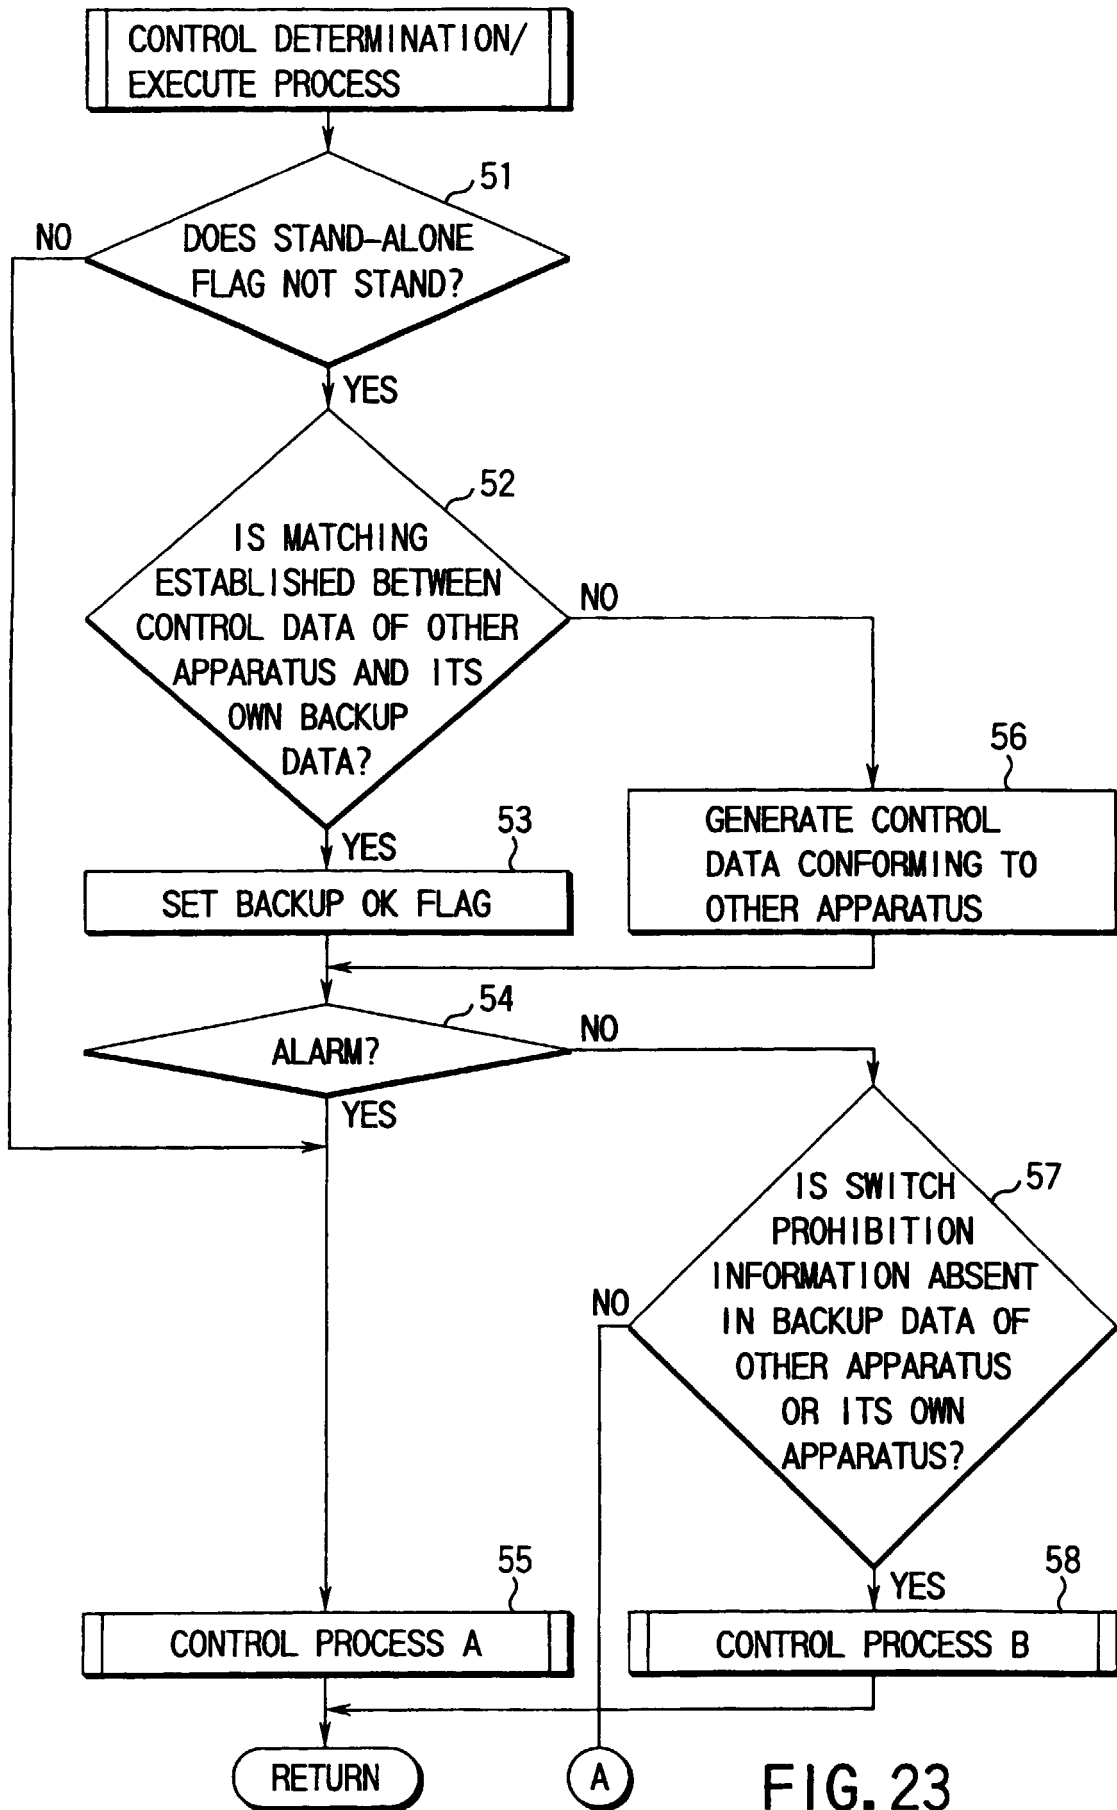 CONTROL DETERMINATION/
EXECUTE PROCESS
51
NO
DOES STAND-ALONE
FLAG NOT STAND?
YES
52
IS MATCHING
ESTABLISHED BETWEEN
CONTROL DATA OF OTHER
APPARATUS AND ITS
OWN BACKUP
DATA?
NO
56
GENERATE CONTROL
DATA CONFORMING TO
OTHER APPARATUS
YES
53
SET BACKUP OK FLAG
54
ALARM?
NO
YES
57
IS SWITCH
PROHIBITION
INFORMATION ABSENT
IN BACKUP DATA OF
OTHER APPARATUS
OR ITS OWN
APPARATUS?
NO
YES
55
CONTROL PROCESS A
58
CONTROL PROCESS B
RETURN
A
FIG. 23